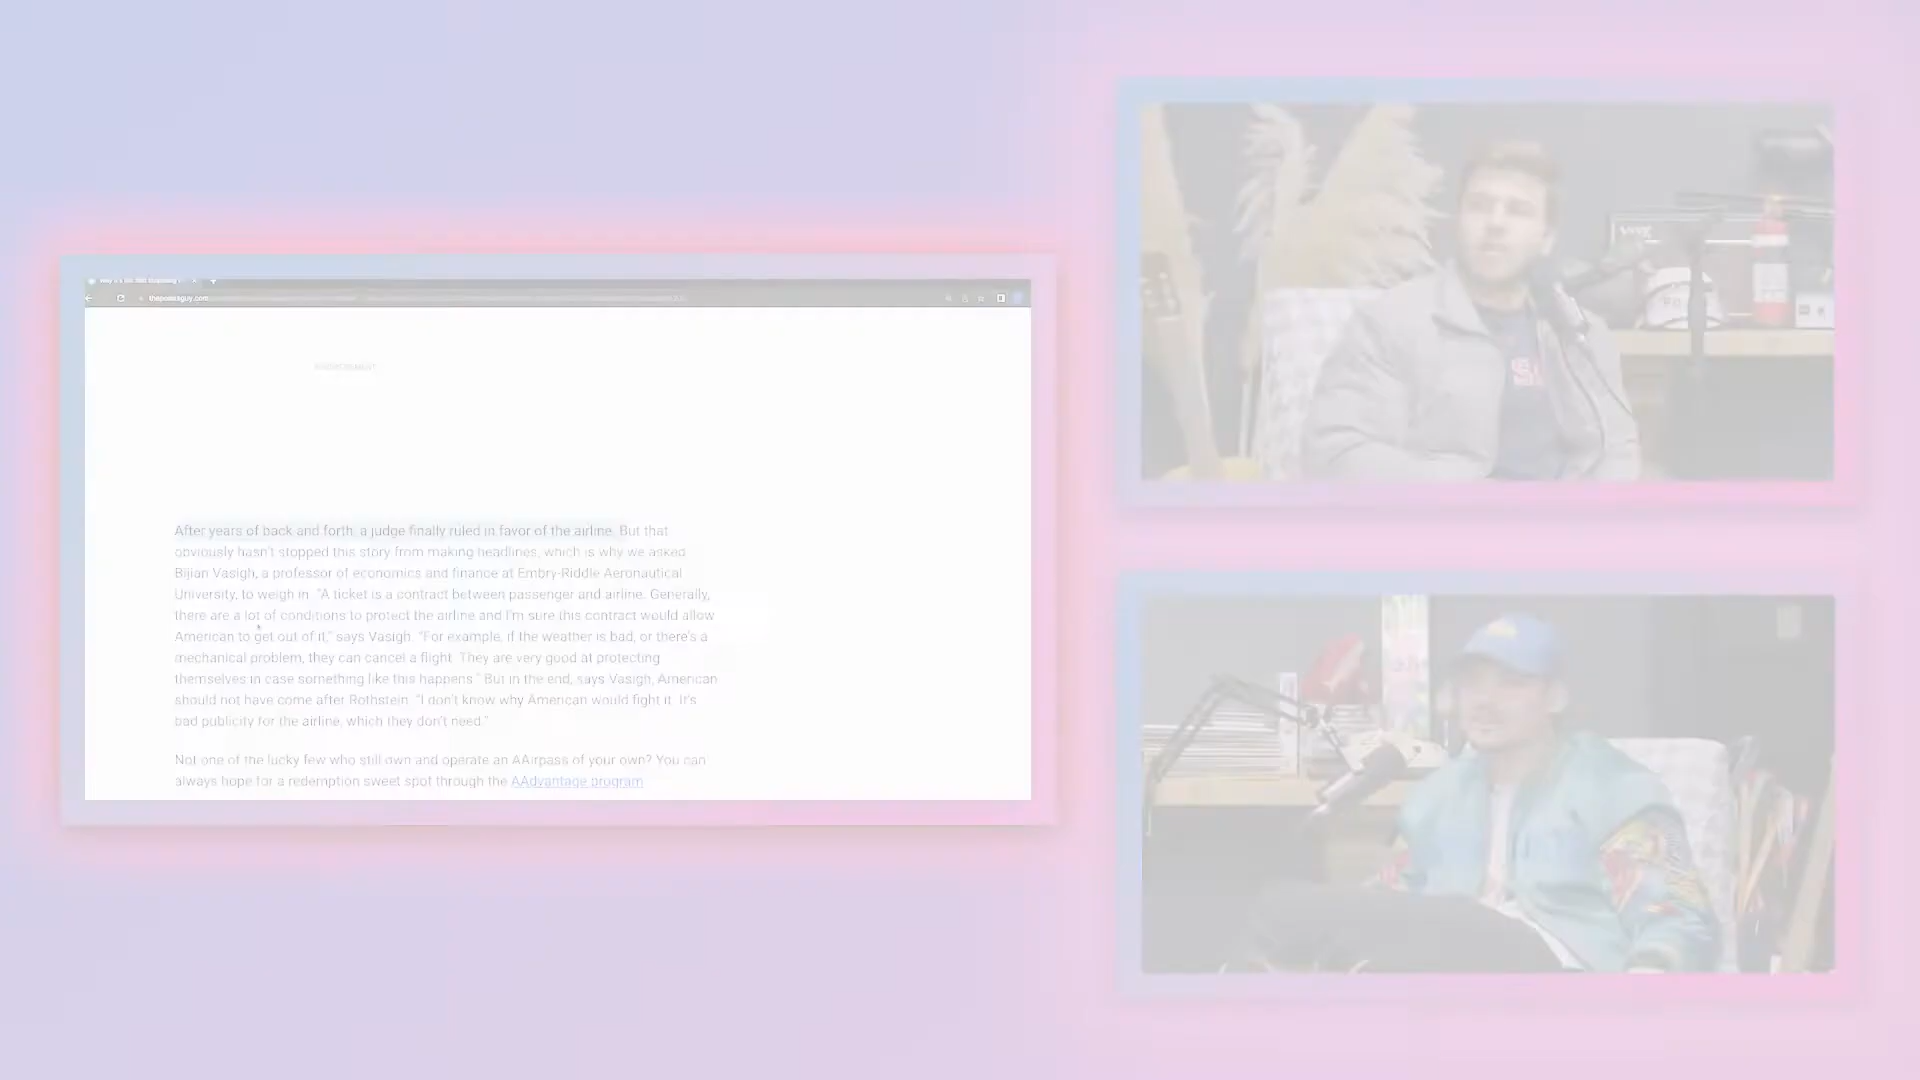 thepointsguy.com
ADVERTISEMENT
After years of back and forth, a judge finally ruled in favor of the airline. But that
obviously hasn't stopped this story from making headlines, which is why we asked
Bijian Vasigh, a professor of economics and finance at Embry-Riddle Aeronautical
University, to weigh in. "A ticket is a contract between passenger and airline. Generally,
there are a lot of conditions to protect the airline and I'm sure this contract would allow
American to get out of it," says Vasigh. "For example, if the weather is bad, or there's a
mechanical problem, they can cancel a flight. They are very good at protecting
themselves in case something like this happens." But in the end, says Vasigh, American
should not have come after Rothstein. "I don't know why American would fight it. It's
bad publicity for the airline, which they don't need."
Not one of the lucky few who still own and operate an AAirpass of your own? You can
always hope for a redemption sweet spot through the AAdvantage program